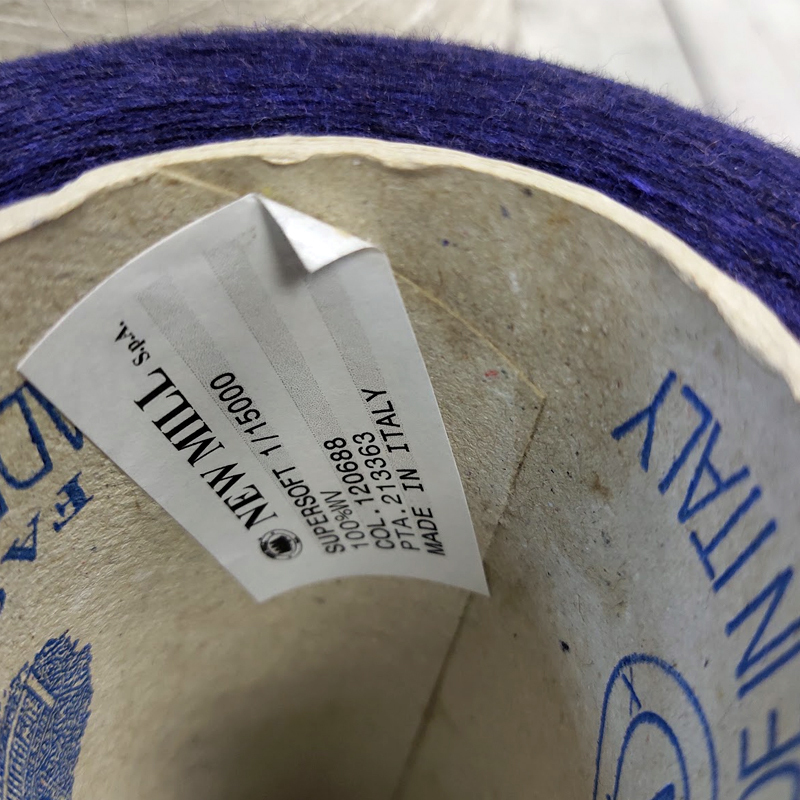 NEW MILL S.p.A.
SUPERSOFT 1/15000
100%WV
COL.120688
PTA.213363
MADE IN ITALY
IN ITALY